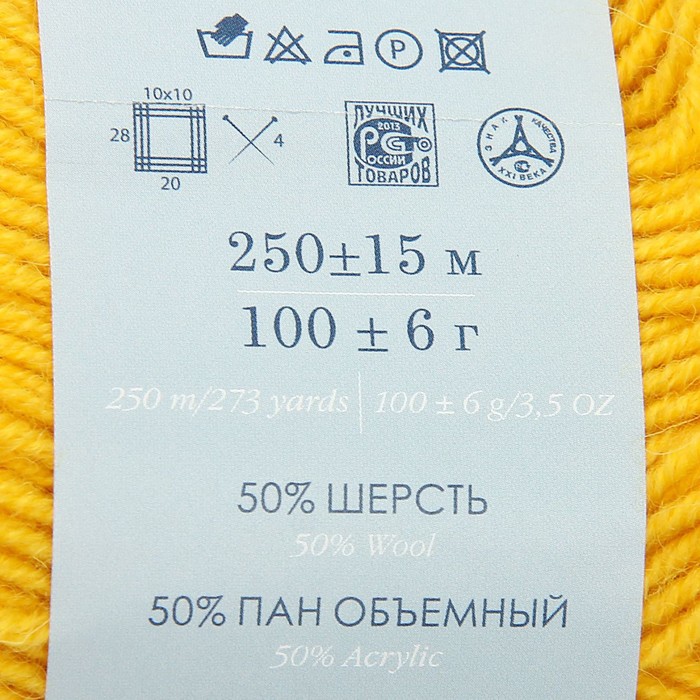 P
10x10
28
4
20
ЛУЧШИХ
2013
РОССИИ
ТОВАРОВ
ЗНАК КАЧЕСТВА
XXI ВЕКА
250±15 м
100 ± 6 г
250 m/273 yards | 100 ± 6 g/3,5 OZ
50% ШЕРСТЬ
50% Wool
50% ПАН ОБЪЕМНЫЙ
50% Acrylic